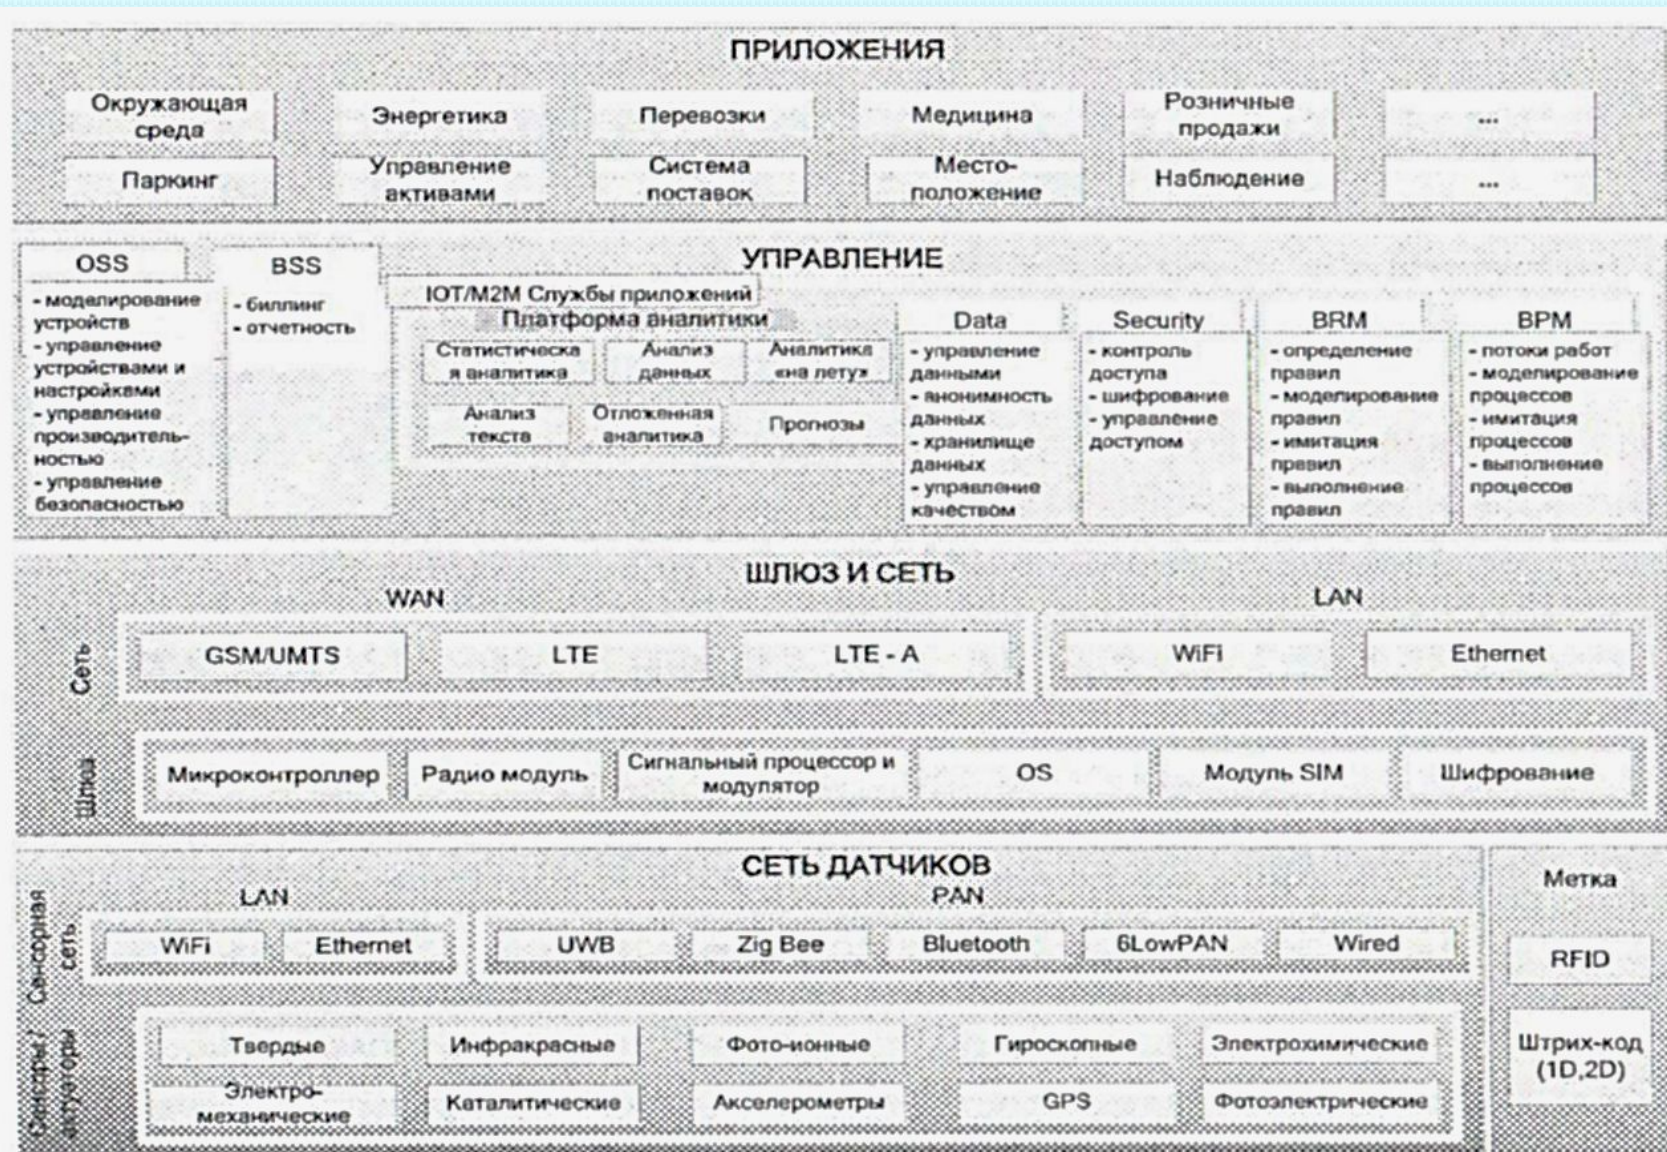 ПРИЛОЖЕНИЯ
Окружающая
среда
Энергетика
Перевозки
Медицина
Розничные
продажи
...
Паркинг
Управление
активами
Система
поставок
Место-
положение
Наблюдение
...
УПРАВЛЕНИЕ
OSS
- моделирование
устройств
- управление
устройствами и
настройками
- управление
производитель-
ностью
- управление
безопасностью
BSS
- биллинг
- отчетность
IOT/M2M Службы приложений
Платформа аналитики
Статистическа
я аналитика
Анализ
данных
Аналитика
«на лету»
Анализ
текста
Отложенная
аналитика
Прогнозы
Data
- управление
данными
- анонимность
данных
- хранилище
данных
- управление
качеством
Security
- контроль
доступа
- шифрование
- управление
доступом
BRM
- определение
правил
- моделирование
правил
- имитация
правил
- выполнение
правил
BPM
- потоки работ
- моделирование
процессов
- имитация
процессов
- выполнение
процессов
ШЛЮЗ И СЕТЬ
Сеть
WAN
GSM/UMTS
LTE
LTE - A
LAN
WiFi
Ethernet
Шлюз
Микроконтроллер
Радио модуль
Сигнальный процессор и
модулятор
OS
Модуль SIM
Шифрование
СЕТЬ ДАТЧИКОВ
Сенсорная
сеть
LAN
WiFi
Ethernet
PAN
UWB
Zig Bee
Bluetooth
6LowPAN
Wired
Сенсоры /
актуаторы
Твердые
Инфракрасные
Фото-ионные
Гироскопные
Электрохимические
Электро-
механические
Каталитические
Акселерометры
GPS
Фотоэлектрические
Метка
RFID
Штрих-код
(1D,2D)